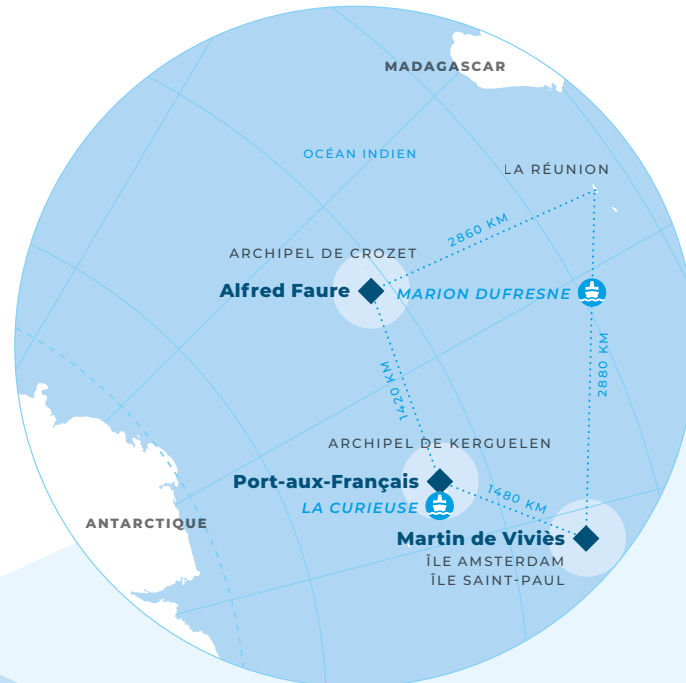 MADAGASCAR
OCÉAN INDIEN
LA RÉUNION
2860 KM
ARCHIPEL DE CROZET
Alfred Faure
MARION DUFRESNE
2880 KM
1420 KM
ARCHIPEL DE KERGUELEN
Port-aux-Français
LA CURIEUSE
1480 KM
ANTARCTIQUE
Martin de Viviès
ÎLE AMSTERDAM
ÎLE SAINT-PAUL